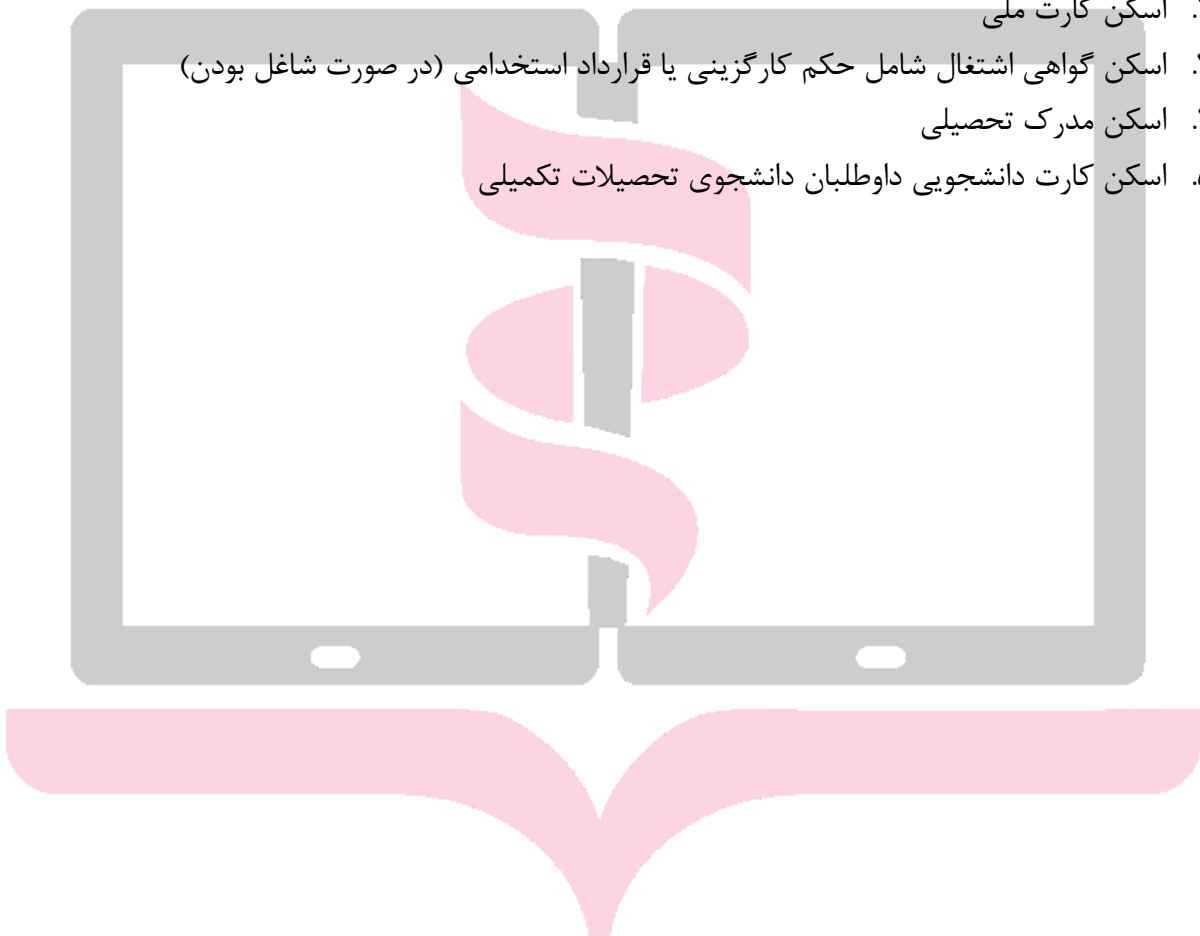 اسکن کارت ملی
اسکن گواهی اشتغال شامل حکم کارگزینی یا قرارداد استخدامی (در صورت شاغل بودن)
اسکن مدرک تحصیلی
اسکن کارت دانشجویی داوطلبان دانشجوی تحصیلات تکمیلی